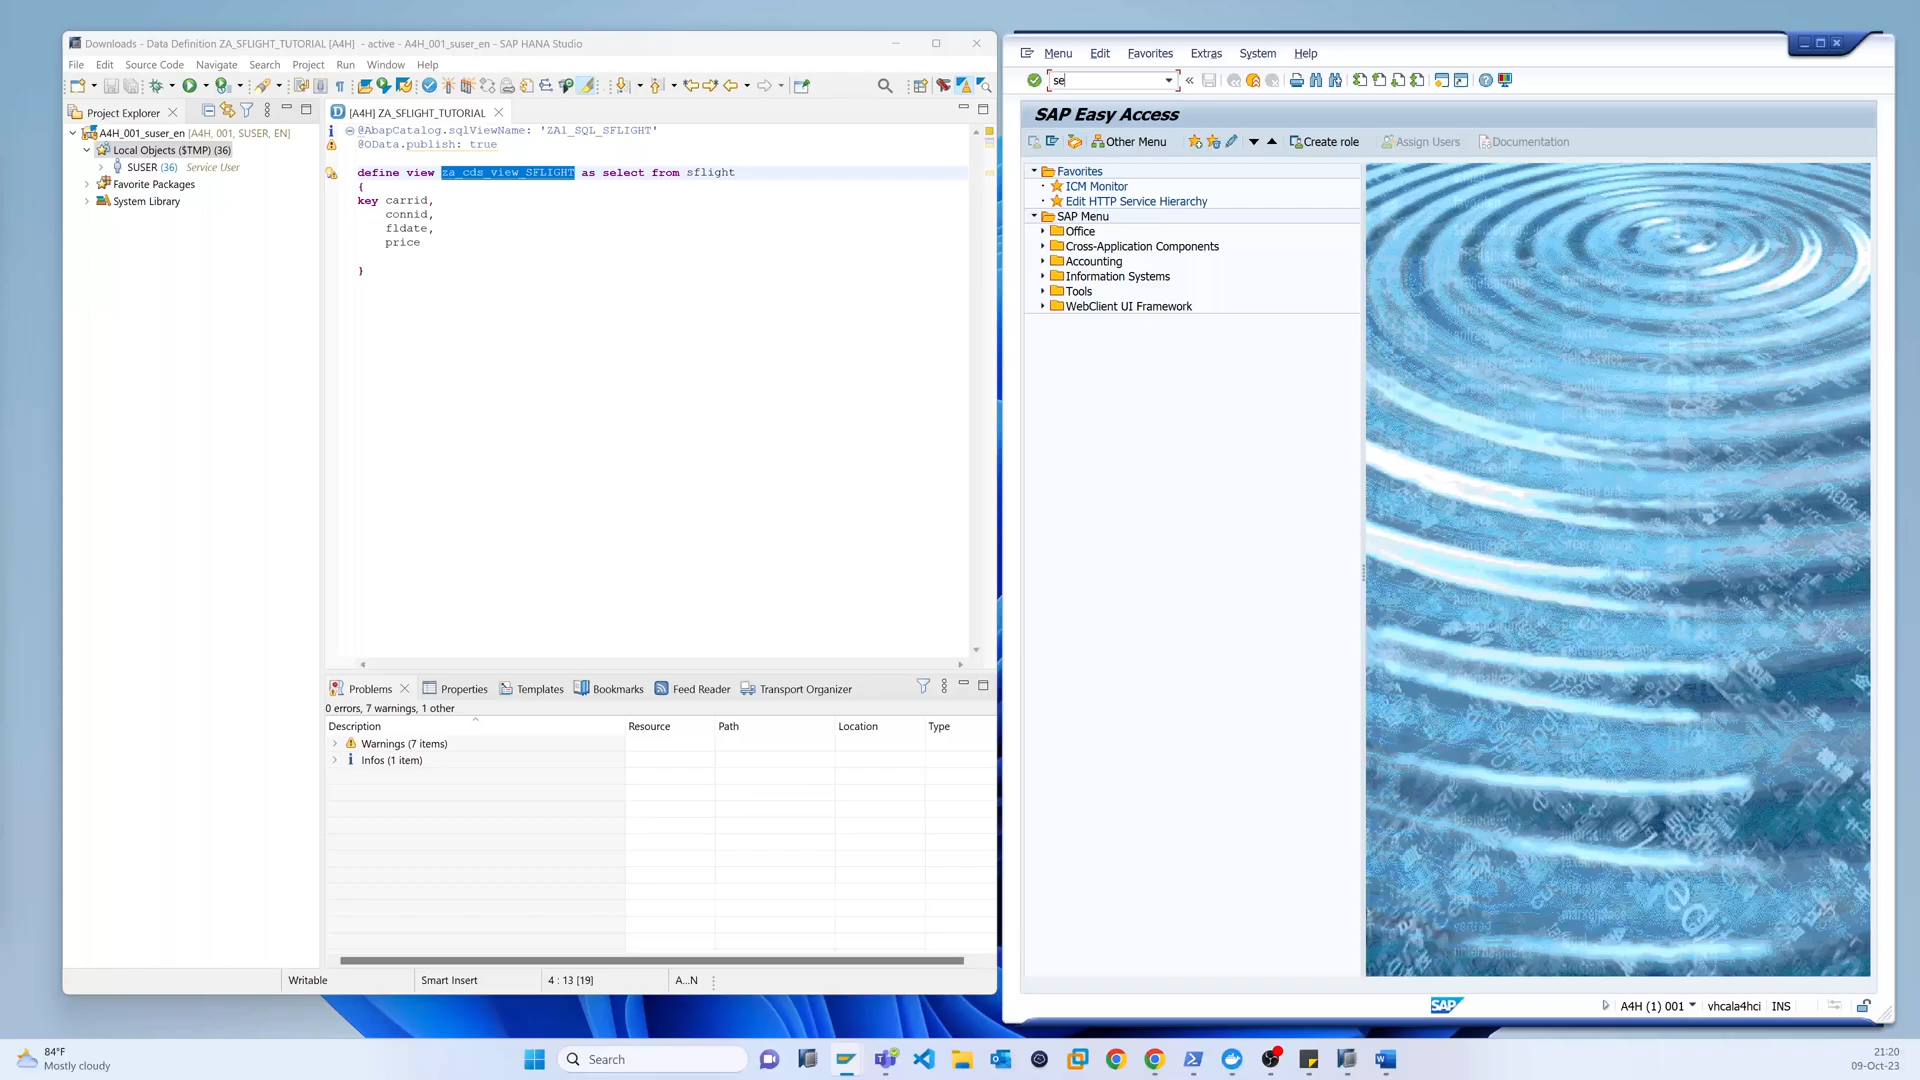 Downloads - Data Definition ZA_SFLIGHT_TUTORIAL [A4H] - active - A4H_001_suser_en - SAP HANA Studio
File Edit Source Code Navigate Search Project Run Window Help
Project Explorer
A4H_001_suser_en [A4H, 001, SUSER, EN]
Local Objects ($TMP) (36)
SUSER (36) Service User
Favorite Packages
System Library
[A4H] ZA_SFLIGHT_TUTORIAL
@AbapCatalog.sqlViewName: 'ZA1_SQL_SFLIGHT'
@OData.publish: true
define view za_cds_view_SFLIGHT as select from sflight
{
key carrid,
connid,
fldate,
price
}
Problems Properties Templates Bookmarks Feed Reader Transport Organizer
0 errors, 7 warnings, 1 other
Description Resource Path Location Type
Warnings (7 items)
Infos (1 item)
Writable Smart Insert 4 : 13 [19] A...N
Menu Edit Favorites Extras System Help
se
SAP Easy Access
Other Menu Create role Assign Users Documentation
Favorites
ICM Monitor
Edit HTTP Service Hierarchy
SAP Menu
Office
Cross-Application Components
Accounting
Information Systems
Tools
WebClient UI Framework
SAP A4H (1) 001 vhcala4hci INS
84°F
Mostly cloudy
Search
21:20
09-Oct-23